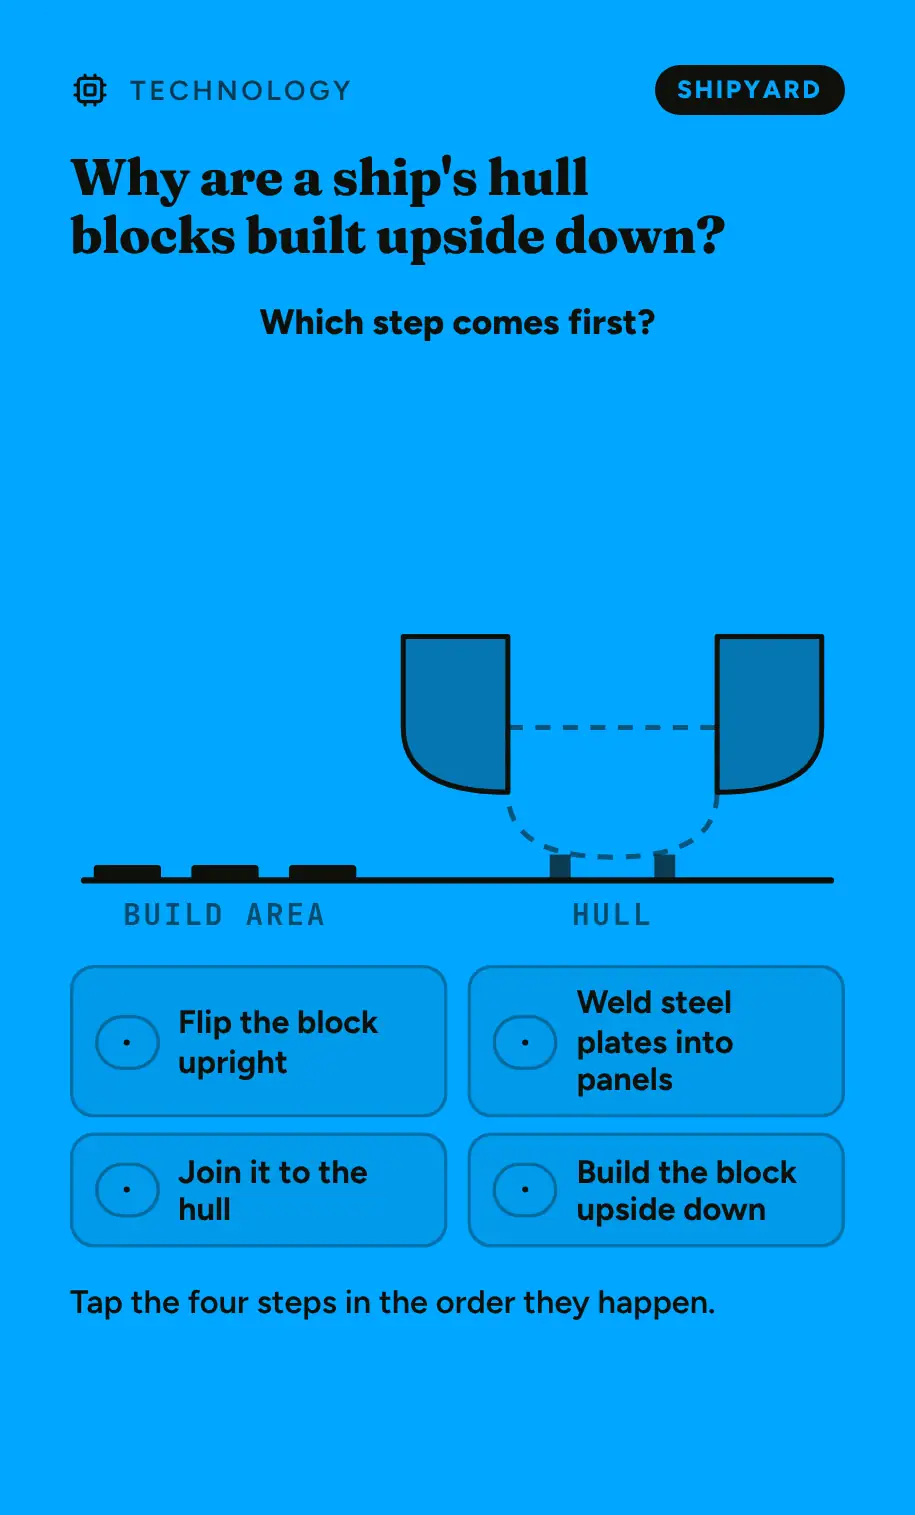 TECHNOLOGY
SHIPYARD
Why are a ship's hull
blocks built upside down?
Which step comes first?
BUILD AREA
HULL
Flip the block
upright
Weld steel
plates into
panels
Join it to the
hull
Build the block
upside down
Tap the four steps in the order they happen.